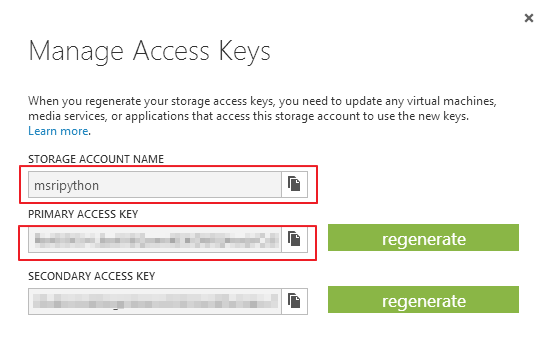 Manage Access Keys
When you regenerate your storage access keys, you need to update any virtual machines,
media services, or applications that access this storage account to use the new keys.
Learn more.
STORAGE ACCOUNT NAME
msripython
PRIMARY ACCESS KEY
regenerate
SECONDARY ACCESS KEY
regenerate